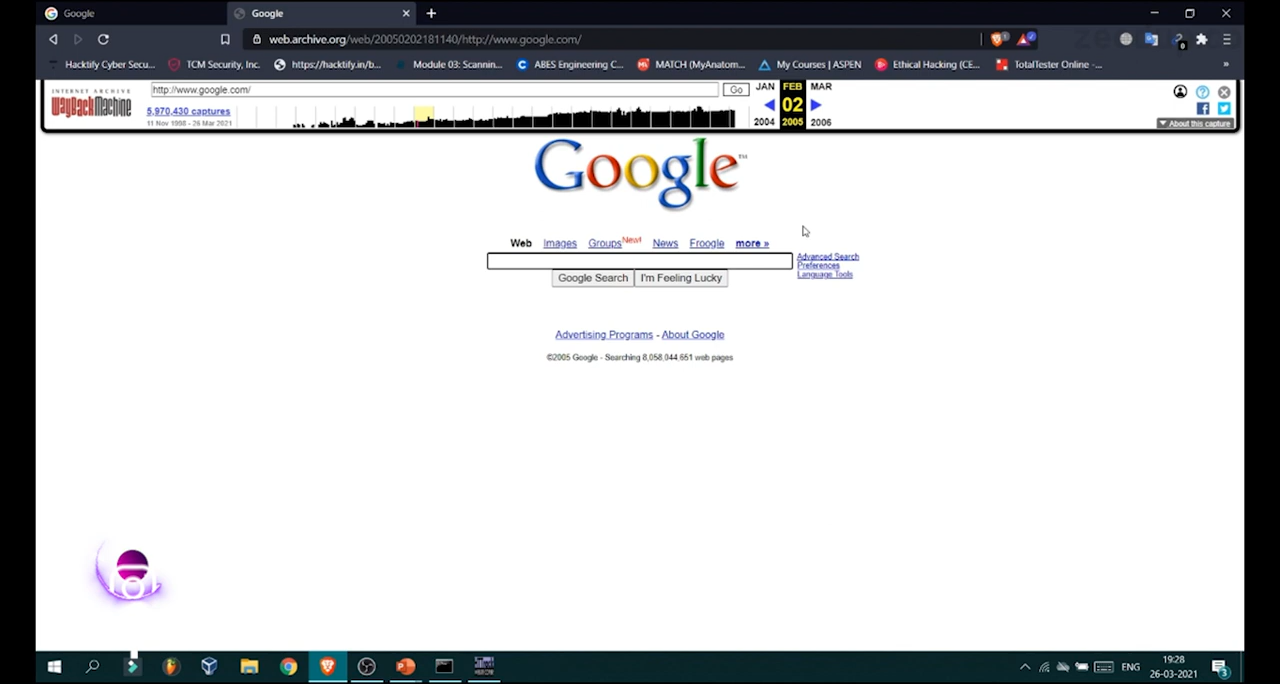 Google
Google
web.archive.org/web/20050202181140/http://www.google.com/
Hacktify Cyber Secu...
TCM Security, Inc.
https://hacktify.in/b...
Module 03: Scannin...
ABES Engineering C...
MATCH (MyAnatom...
My Courses | ASPEN
Ethical Hacking (CE...
TotalTester Online -...
INTERNET ARCHIVE
WayBackMachine
http://www.google.com/
Go
JAN
FEB
MAR
5,970,430 captures
02
11 Nov 1998 - 26 Mar 2021
2004
2005
2006
About this capture
Google™
Web
Images
Groups New!
News
Froogle
more »
Advanced Search
Preferences
Language Tools
Google Search
I'm Feeling Lucky
Advertising Programs - About Google
©2005 Google - Searching 8,058,044,651 web pages
ENG
19:28
26-03-2021
3